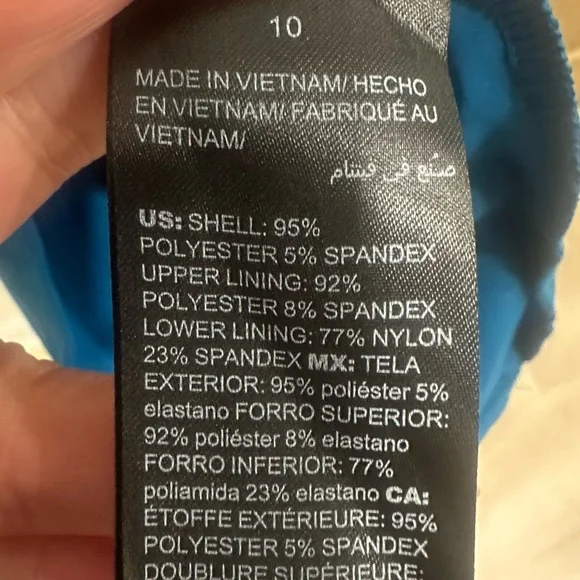 10
MADE IN VIETNAM/ HECHO
EN VIETNAM/ FABRIQUÉ AU
VIETNAM/
صنع في فيتنام
US: SHELL: 95%
POLYESTER 5% SPANDEX
UPPER LINING: 92%
POLYESTER 8% SPANDEX
LOWER LINING: 77% NYLON
23% SPANDEX MX: TELA
EXTERIOR: 95% poliéster 5%
elastano FORRO SUPERIOR:
92% poliéster 8% elastano
FORRO INFERIOR: 77%
poliamida 23% elastano CA:
ÉTOFFE EXTÉRIEURE: 95%
POLYESTER 5% SPANDEX
DOUBLURE SUPÉRIEURE: